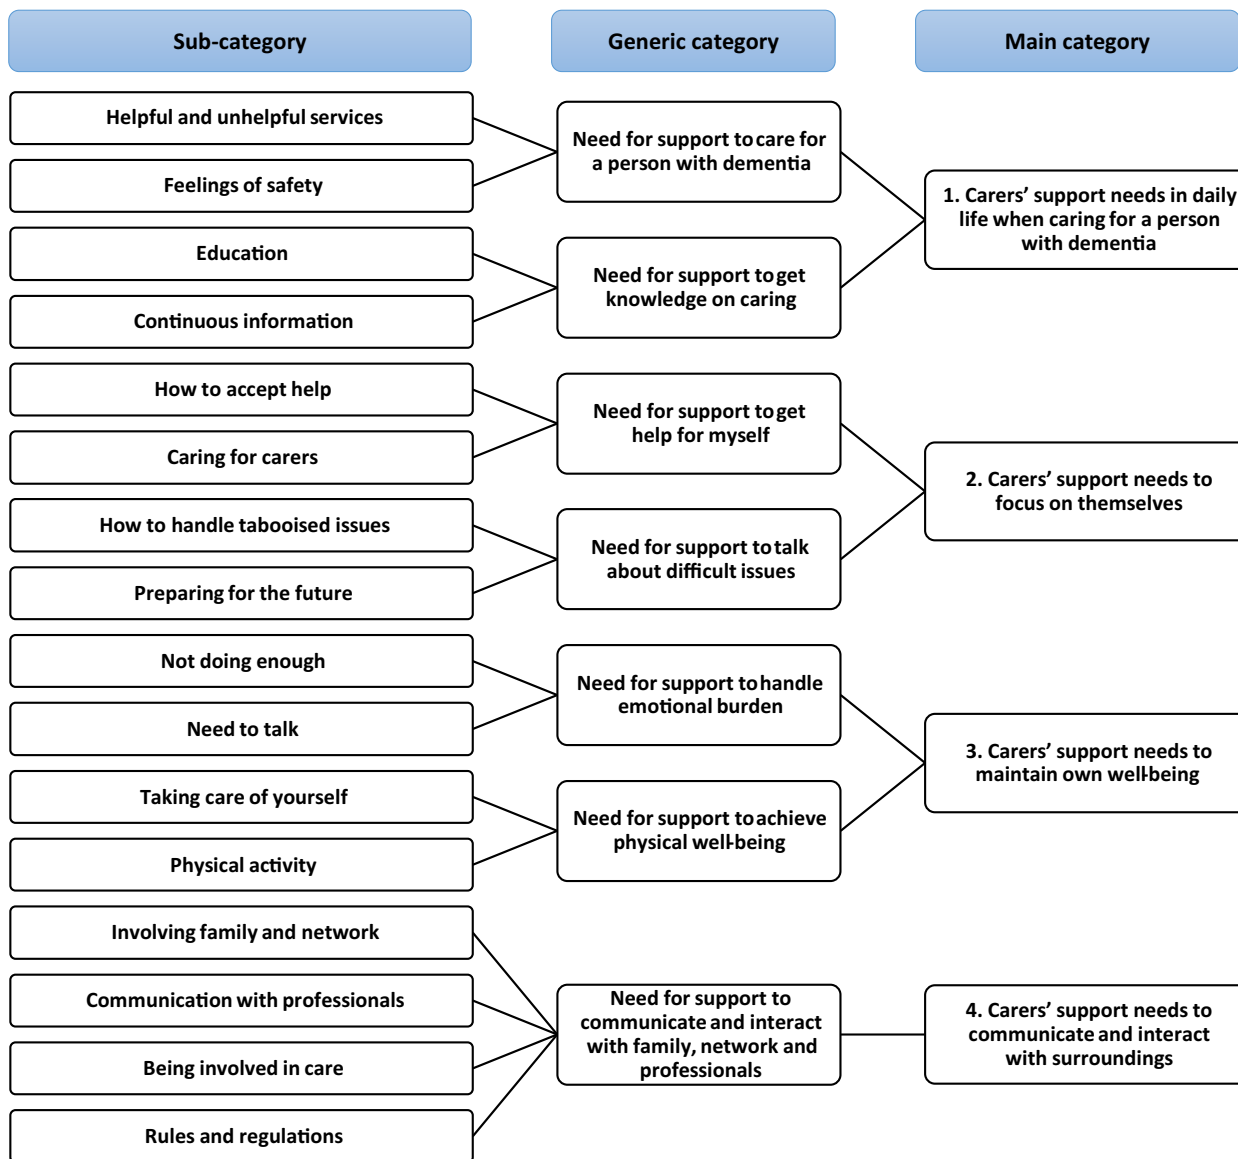 Sub-category
Generic category
Main category
Helpful and unhelpful services
Feelings of safety
Education
Continuous information
How to accept help
Caring for carers
How to handle tabooised issues
Preparing for the future
Not doing enough
Need to talk
Taking care of yourself
Physical activity
Involving family and network
Communication with professionals
Being involved in care
Rules and regulations
Need for support to care for
a person with dementia
Need for support to get
knowledge on caring
Need for support to get
help for myself
Need for support to talk
about difficult issues
Need for support to handle
emotional burden
Need for support to achieve
physical well-being
Need for support to
communicate and interact
with family, network and
professionals
1. Carers' support needs in daily
life when caring for a person
with dementia
2. Carers' support needs to
focus on themselves
3. Carers' support needs to
maintain own well-being
4. Carers' support needs to
communicate and interact
with surroundings